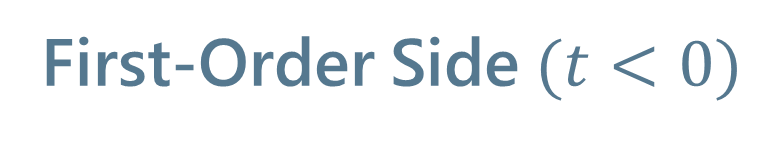 First-Order Side (t < 0)